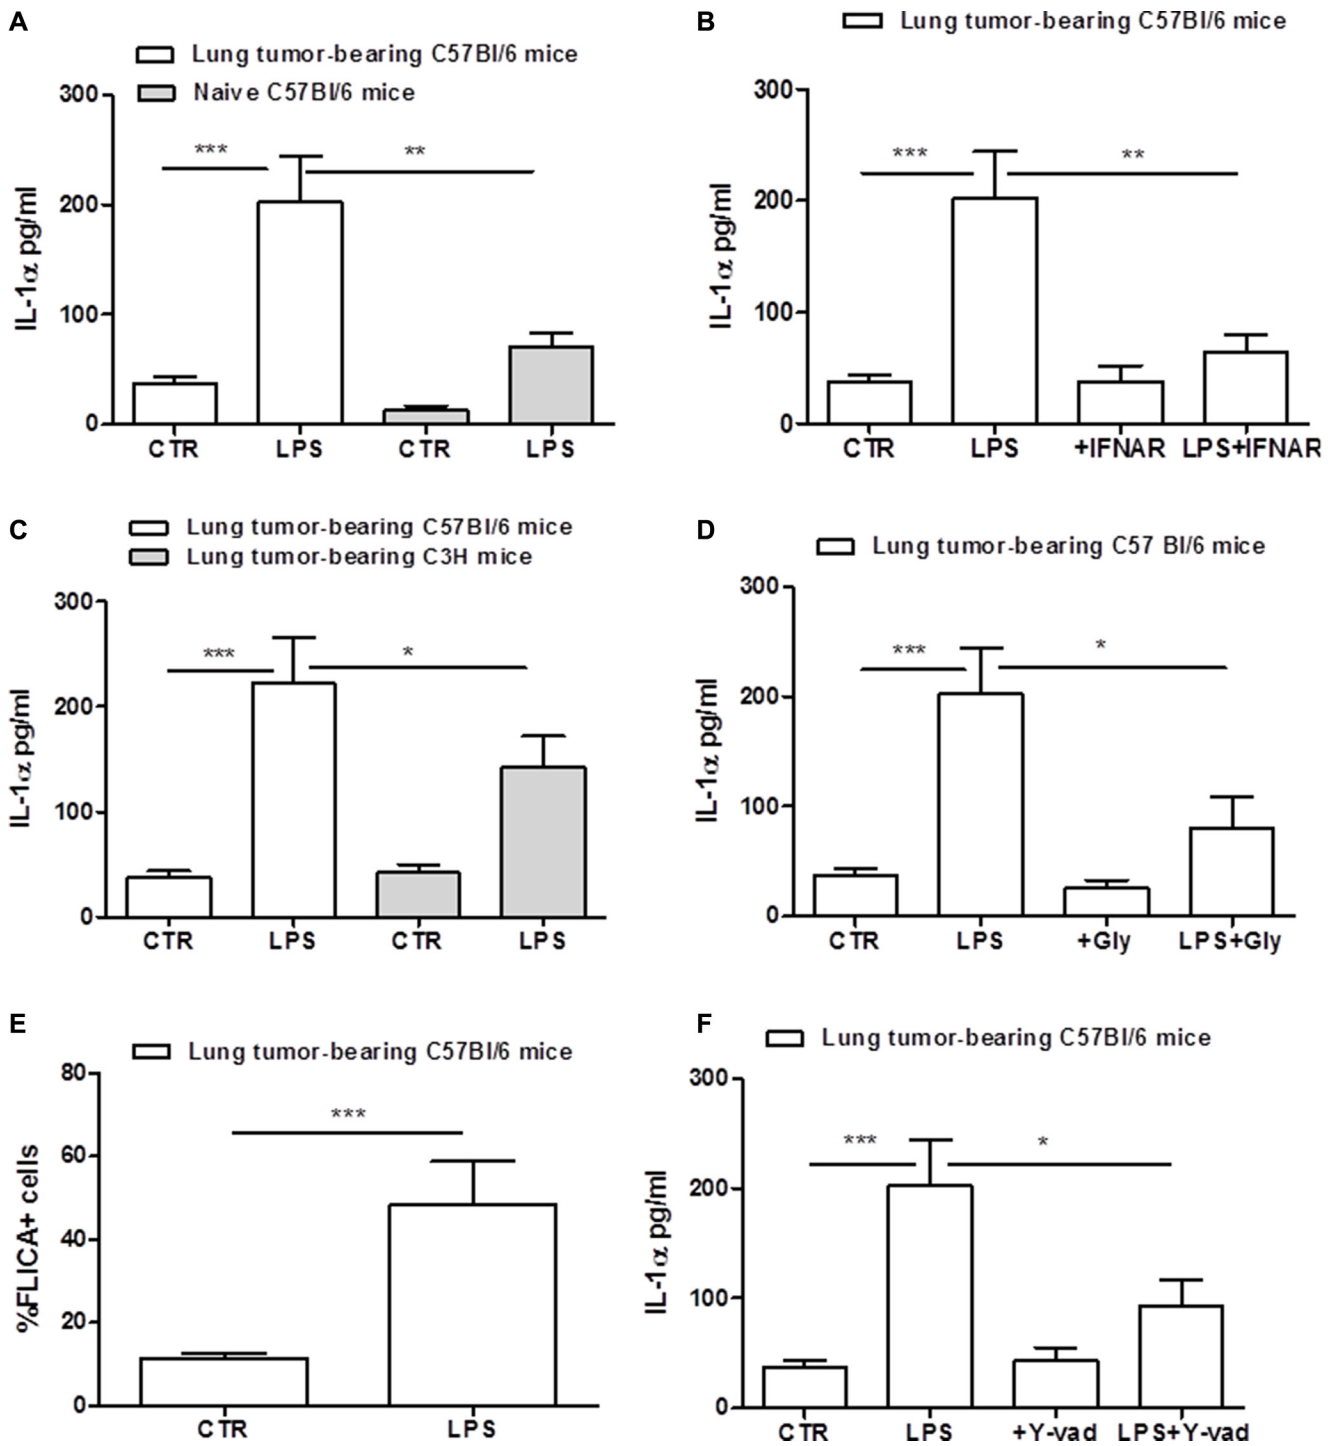 A
Lung tumor-bearing C57Bl/6 mice
Naive C57Bl/6 mice
300
200
100
0
IL-1α pg/ml
***
**
CTR
LPS
CTR
LPS
B
Lung tumor-bearing C57Bl/6 mice
300
200
100
0
IL-1α pg/ml
***
**
CTR
LPS
+IFNAR
LPS+IFNAR
C
Lung tumor-bearing C57Bl/6 mice
Lung tumor-bearing C3H mice
300
200
100
0
IL-1α pg/ml
***
*
CTR
LPS
CTR
LPS
D
Lung tumor-bearing C57 Bl/6 mice
300
200
100
0
IL-1α pg/ml
***
*
CTR
LPS
+Gly
LPS+Gly
E
Lung tumor-bearing C57Bl/6 mice
80
60
40
20
0
%FLICA+ cells
***
CTR
LPS
F
Lung tumor-bearing C57Bl/6 mice
300
200
100
0
IL-1α pg/ml
***
*
CTR
LPS
+Y-vad
LPS+Y-vad